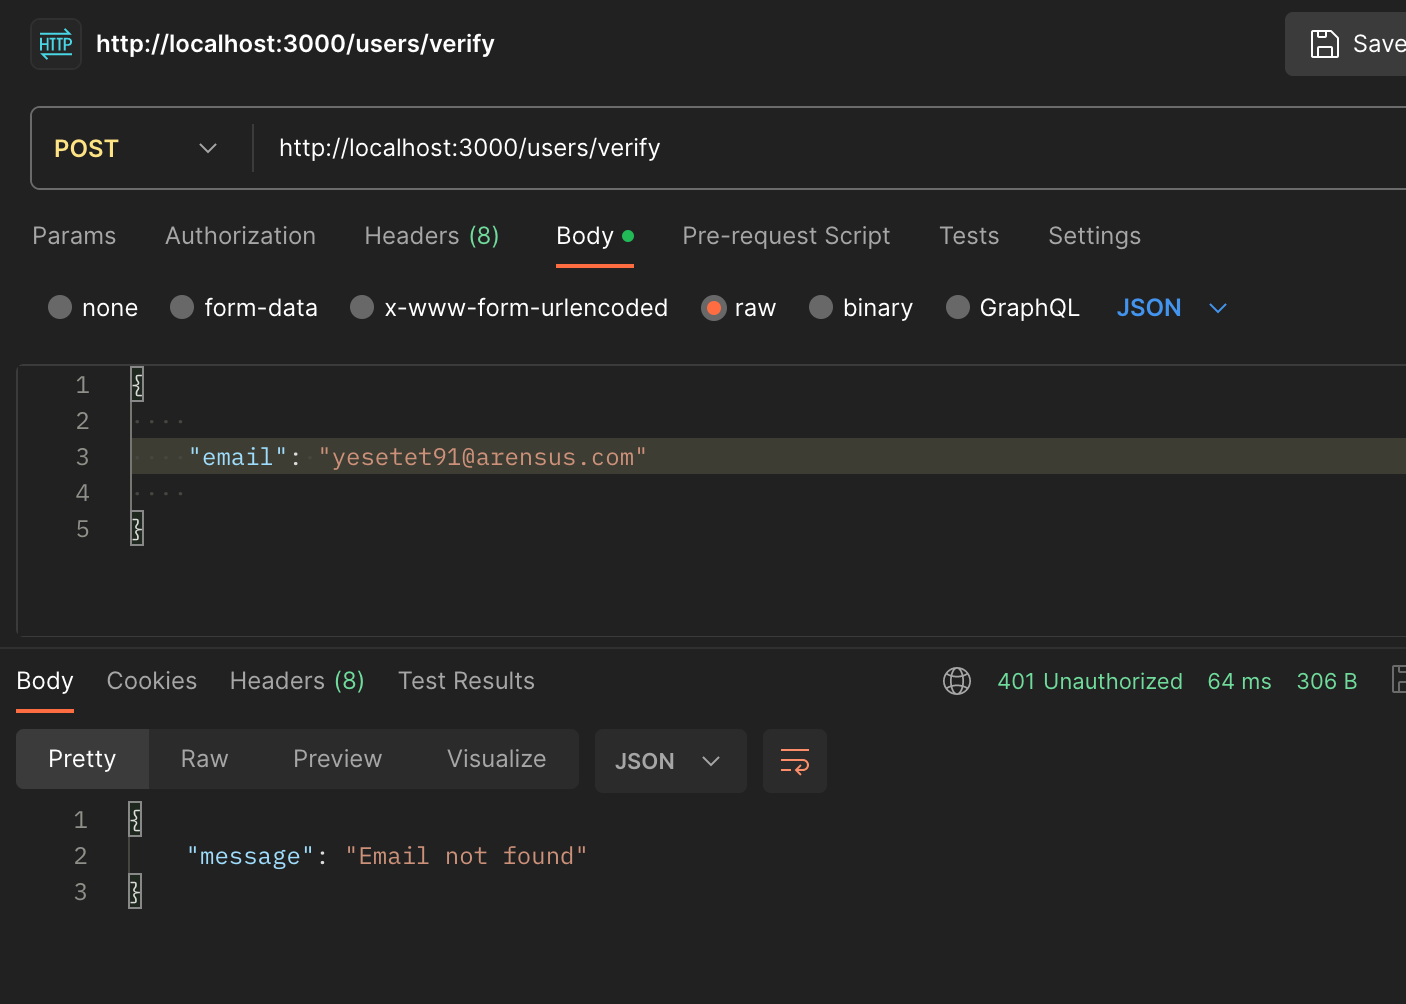 HTTP http://localhost:3000/users/verify Save
POST http://localhost:3000/users/verify
Params Authorization Headers (8) Body Pre-request Script Tests Settings
none form-data x-www-form-urlencoded raw binary GraphQL JSON
1 {
2
3 "email": "yesetet91@arensus.com"
4
5 }
Body Cookies Headers (8) Test Results 401 Unauthorized 64 ms 306 B
Pretty Raw Preview Visualize JSON
1 {
2 "message": "Email not found"
3 }